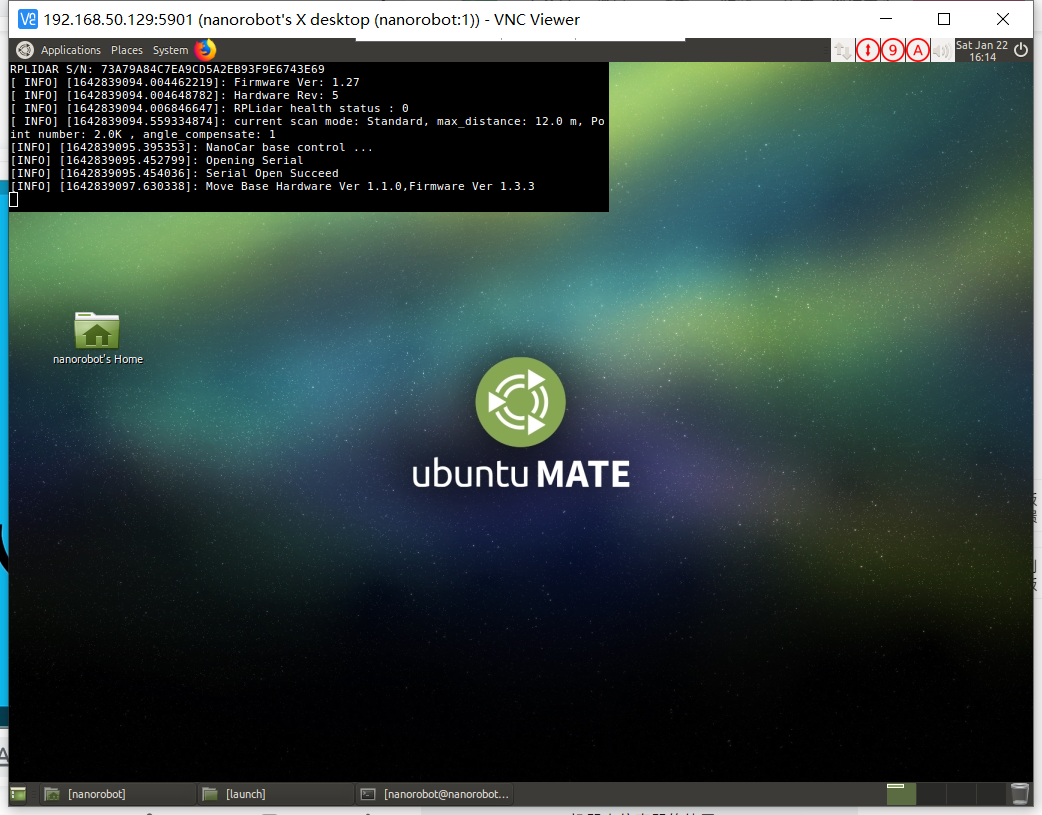 192.168.50.129:5901 (nanorobot's X desktop (nanorobot:1)) - VNC Viewer
Applications Places System
9 A
Sat Jan 22
16:14
RPLIDAR S/N: 73A79A84C7EA9CD5A2EB93F9E6743E69
[ INFO] [1642839094.004462219]: Firmware Ver: 1.27
[ INFO] [1642839094.004648782]: Hardware Rev: 5
[ INFO] [1642839094.006846647]: RPLidar health status : 0
[ INFO] [1642839094.559334874]: current scan mode: Standard, max_distance: 12.0 m, Po
int number: 2.0K , angle_compensate: 1
[INFO] [1642839095.395353]: NanoCar base control ...
[INFO] [1642839095.452799]: Opening Serial
[INFO] [1642839095.454036]: Serial Open Succeed
[INFO] [1642839097.630338]: Move Base Hardware Ver 1.1.0,Firmware Ver 1.3.3
nanorobot's Home
ubuntu MATE
[nanorobot] [launch] [nanorobot@nanorobot...